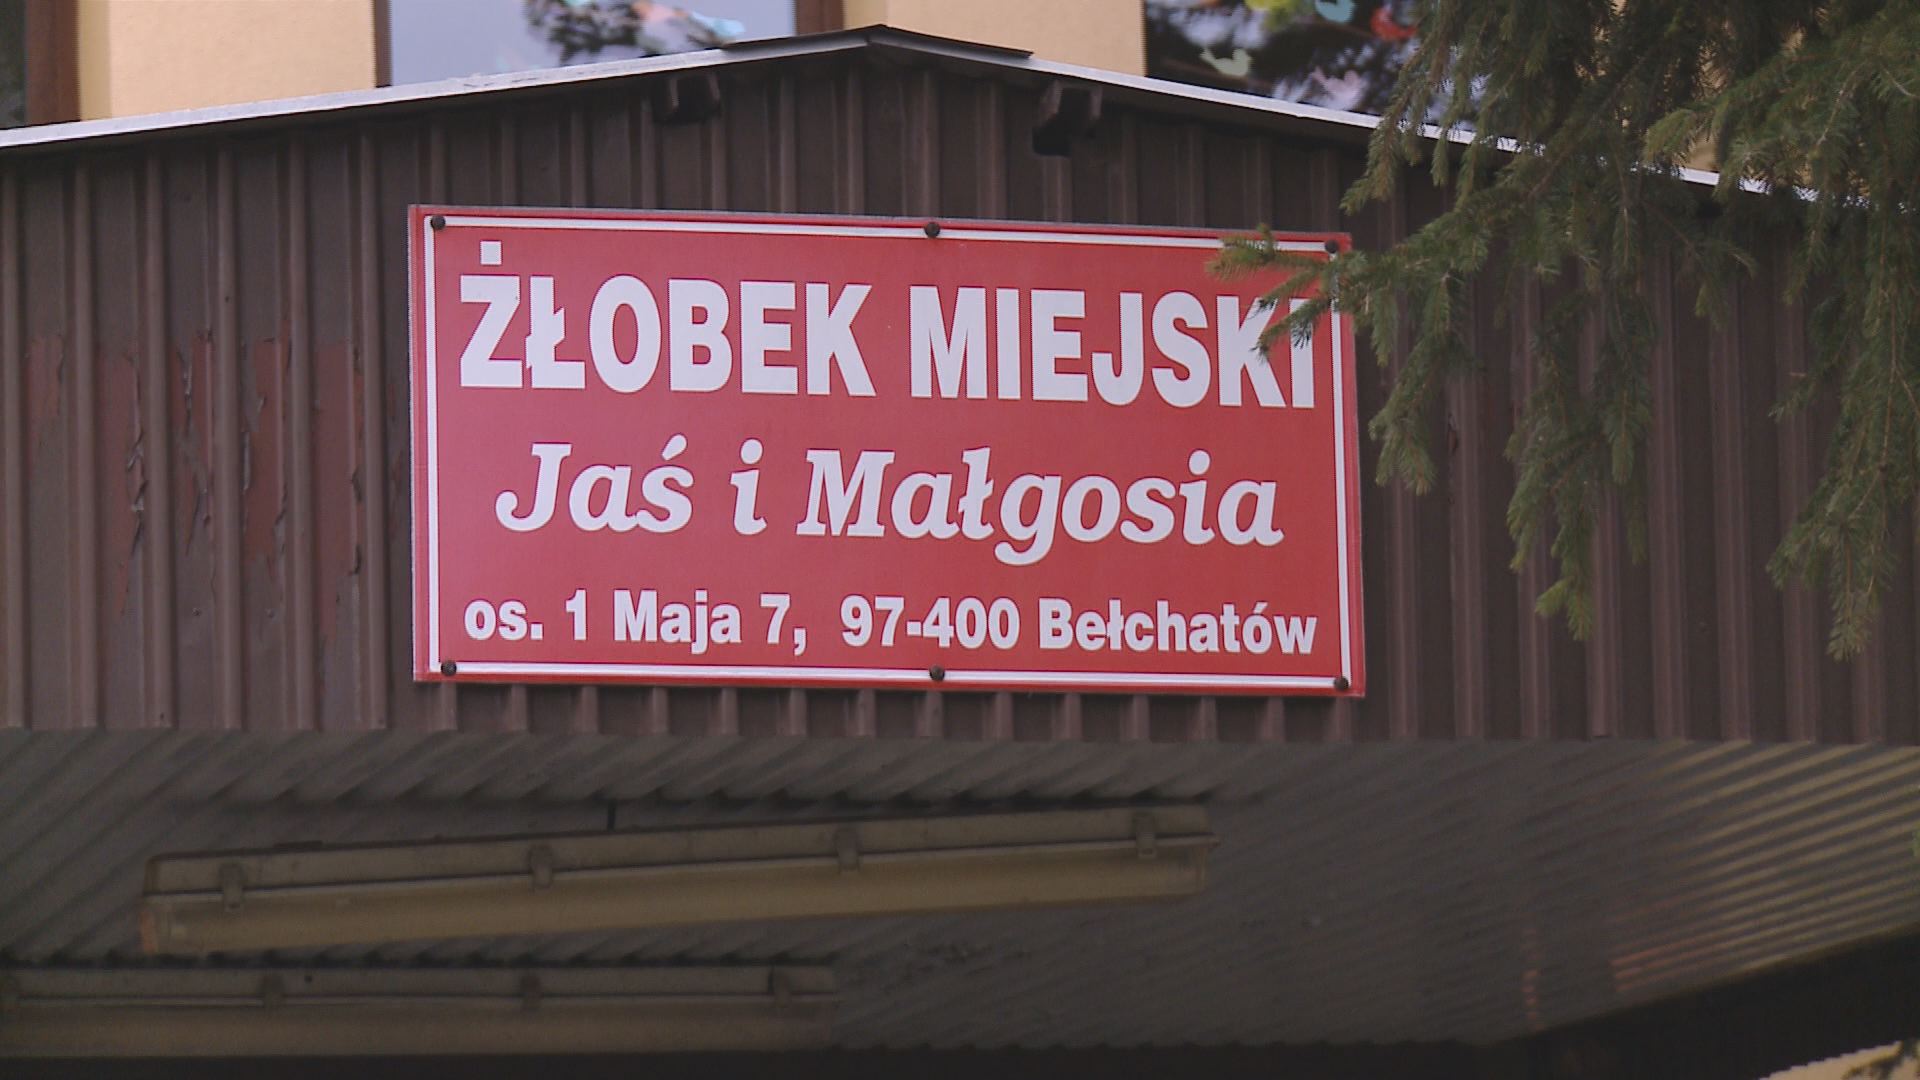 ŻŁOBEK MIEJSKI
Jaś i Małgosia
os. 1 Maja 7, 97-400 Bełchatów